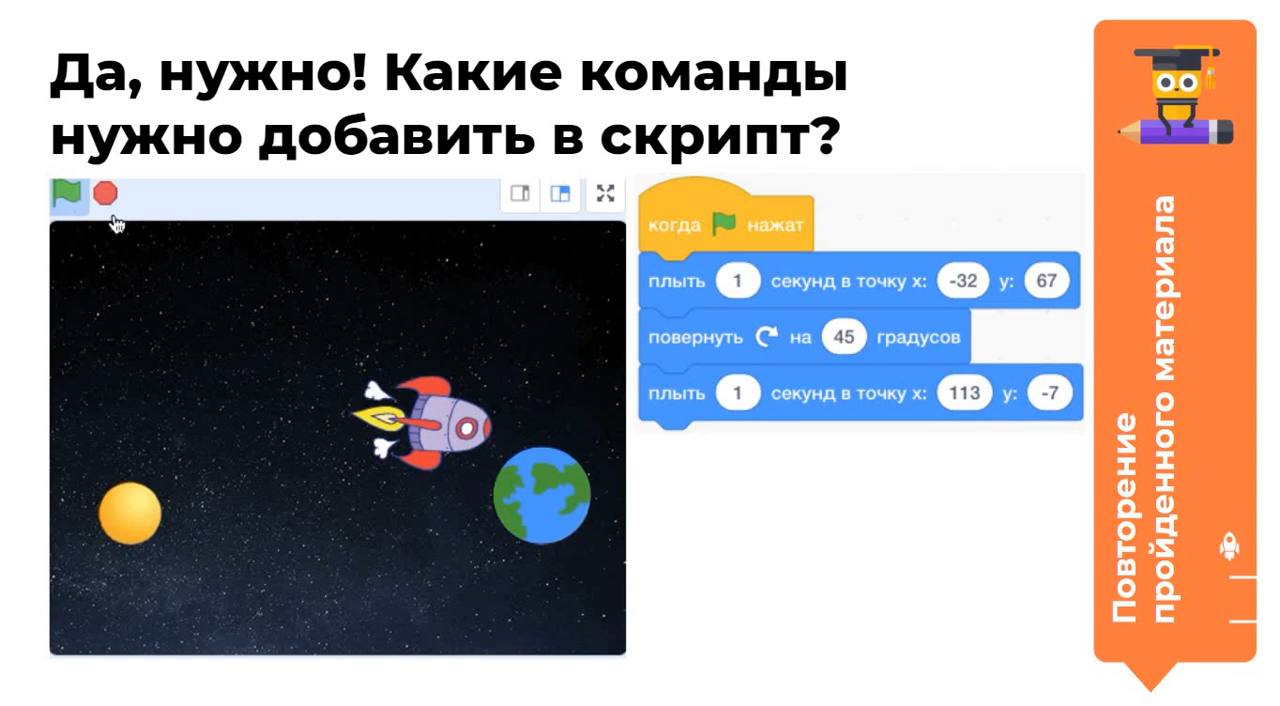 Да, нужно! Какие команды
нужно добавить в скрипт?
когда нажат
плыть 1 секунд в точку x: -32 y: 67
повернуть на 45 градусов
плыть 1 секунд в точку x: 113 y: -7
Повторение
пройденного материала